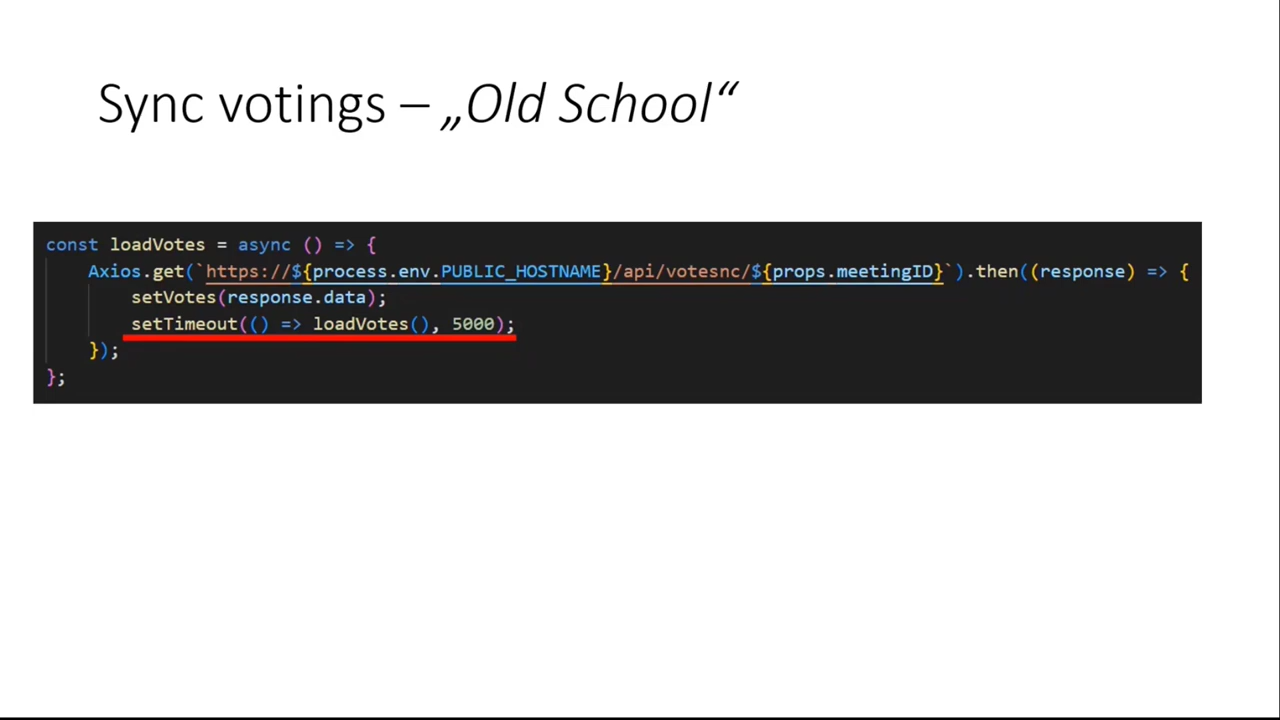 Sync votings – „Old School“
const loadVotes = async () => {
Axios.get(`https://${process.env.PUBLIC_HOSTNAME}/api/votesnc/${props.meetingID}`).then((response) => {
setVotes(response.data);
setTimeout(() => loadVotes(), 5000);
});
};